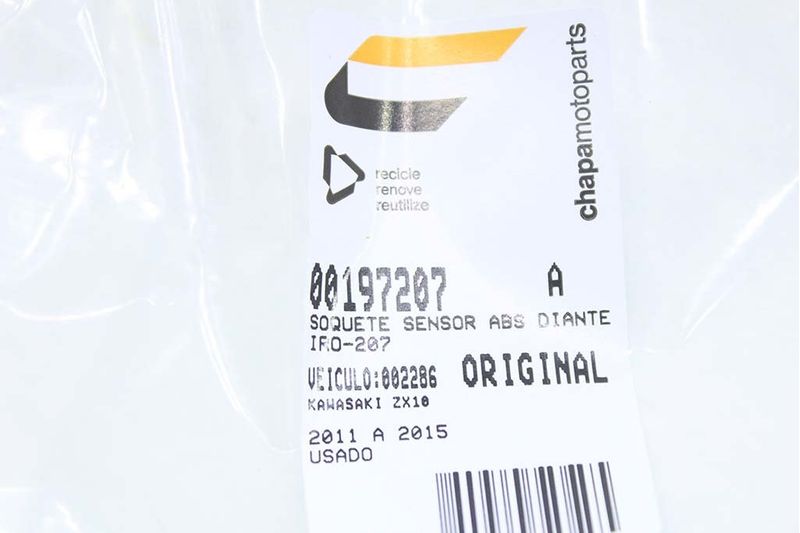 chapamotoparts
recicle
renove
reutilize
00197207 A
SOQUETE SENSOR ABS DIANTE
IRO-207
VEICULO:002286 ORIGINAL
KAWASAKI ZX10
2011 A 2015
USADO